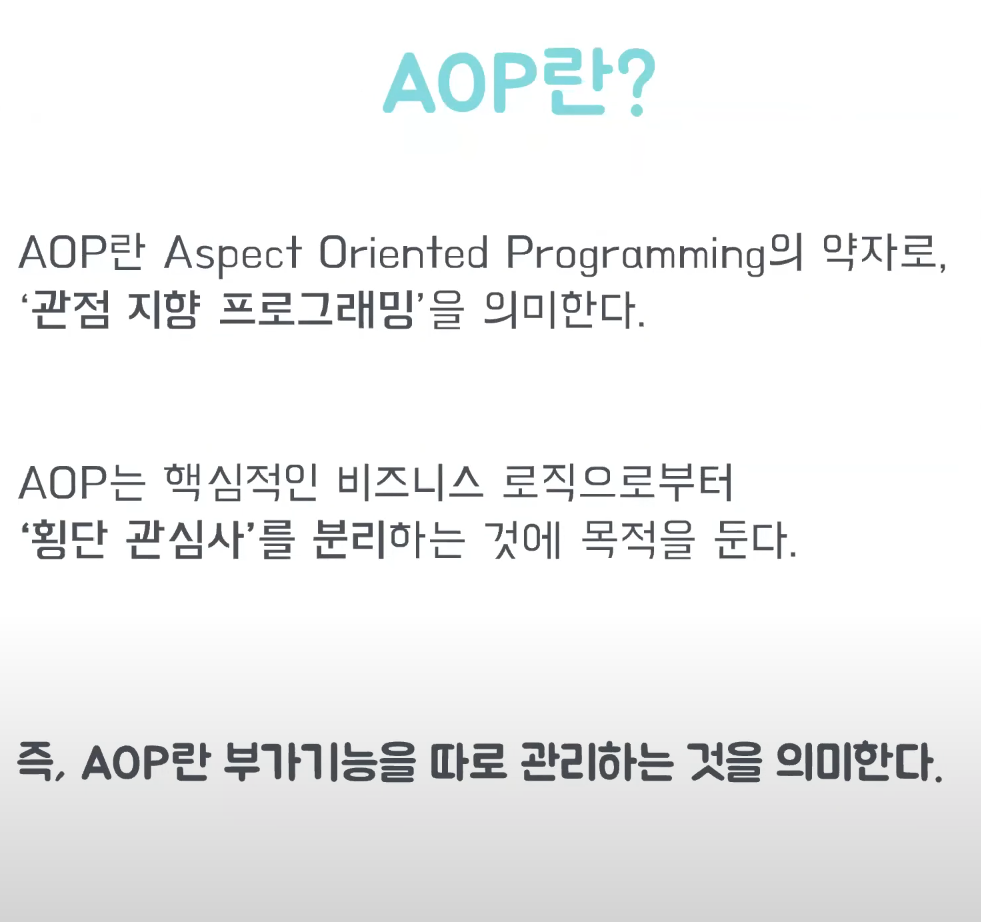 AOP란?
AOP란 Aspect Oriented Programming의 약자로,
‘관점 지향 프로그래밍’을 의미한다.
AOP는 핵심적인 비즈니스 로직으로부터
‘횡단 관심사’를 분리하는 것에 목적을 둔다.
즉, AOP란 부가기능을 따로 관리하는 것을 의미한다.